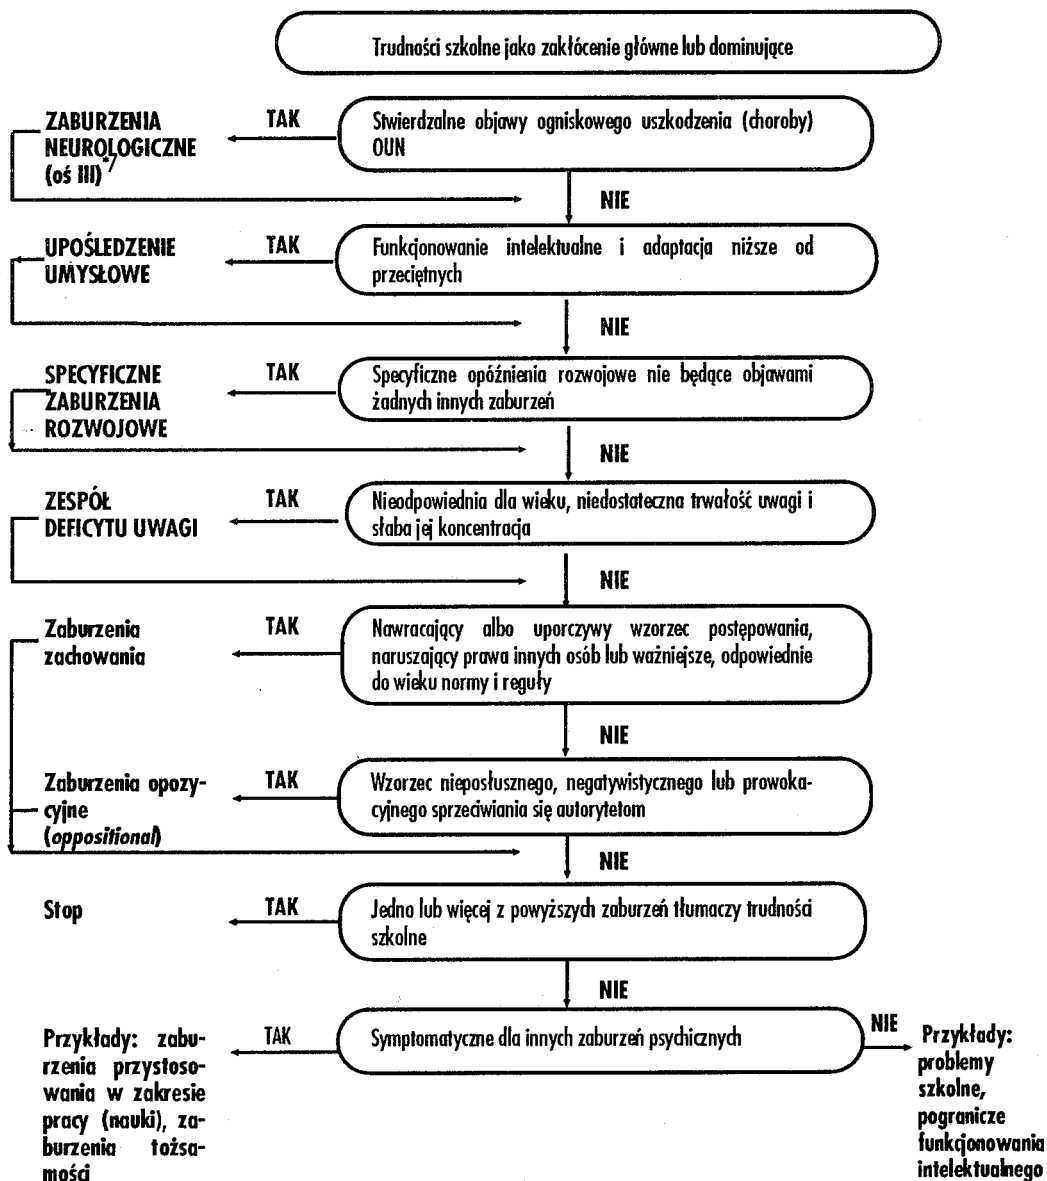 Trudności szkolne jako zakłócenie główne lub dominujące
ZABURZENIA
NEUROLOGICZNE
(oś III)*/
TAK
Stwierdzalne objawy ogniskowego uszkodzenia (choroby)
OUN
NIE
UPOŚLEDZENIE
UMYSŁOWE
TAK
Funkcjonowanie intelektualne i adaptacja niższe od
przeciętnych
NIE
SPECYFICZNE
ZABURZENIA
ROZWOJOWE
TAK
Specyficzne opóźnienia rozwojowe nie będące objawami
żadnych innych zaburzeń
NIE
ZESPÓŁ
DEFICYTU UWAGI
TAK
Nieodpowiednia dla wieku, niedostateczna trwałość uwagi i
słaba jej koncentracja
NIE
Zaburzenia
zachowania
TAK
Nawracający albo uporczywy wzorzec postępowania,
naruszający prawa innych osób lub ważniejsze, odpowiednie
do wieku normy i reguły
NIE
Zaburzenia opozy-
cyjne
(oppositional)
TAK
Wzorzec nieposłusznego, negatywistycznego lub prowoka-
cyjnego sprzeciwiania się autorytetom
NIE
Stop
TAK
Jedno lub więcej z powyższych zaburzeń tłumaczy trudności
szkolne
NIE
Przykłady: zabu-
rzenia przystoso-
wania w zakresie
pracy (nauki), za-
burzenia tożsa-
mości
TAK
Symptomatyczne dla innych zaburzeń psychicznych
NIE
Przykłady:
problemy
szkolne,
pogranicze
funkcjonowania
intelektualnego